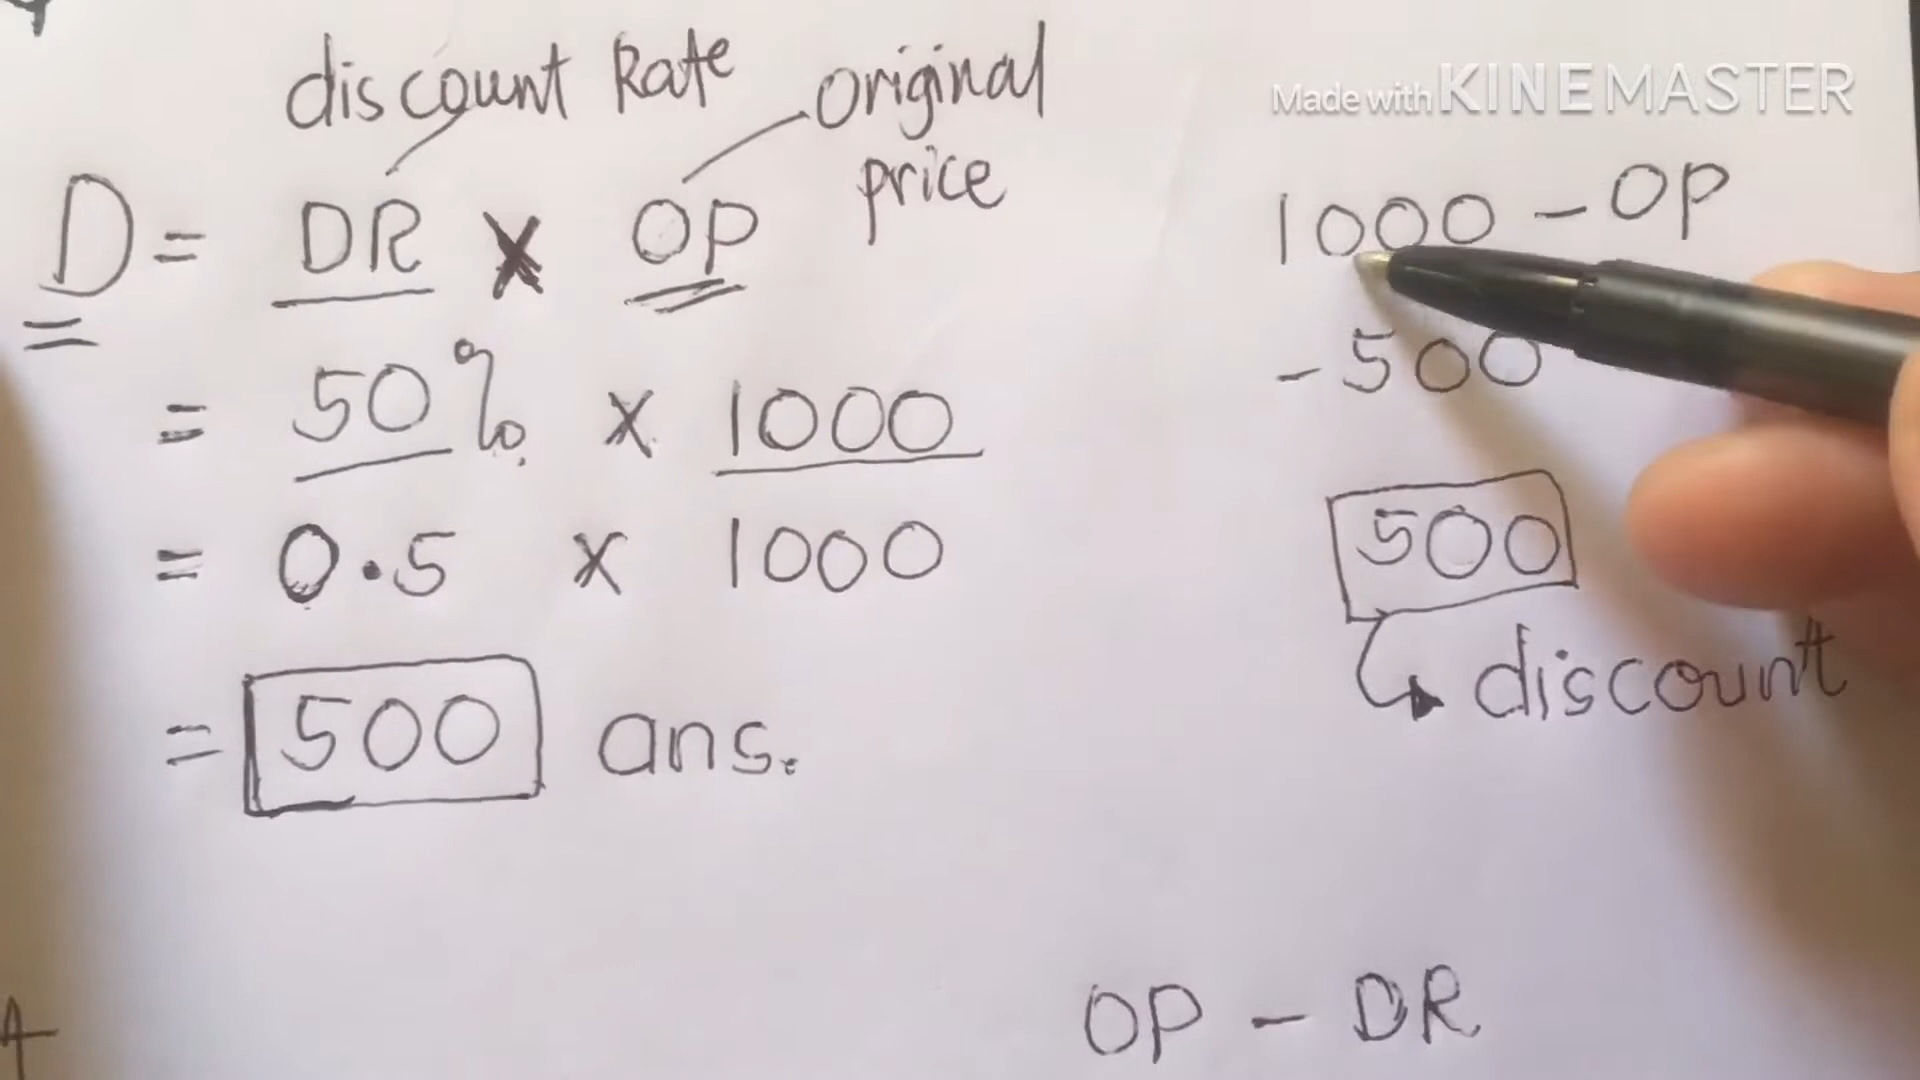 discount Rate
original
price
D = DR x OP
= 50% x 1000
= 0.5 x 1000
= 500 ans.
Made with KINEMASTER
1000 - OP
- 500
500
discount
OP - DR